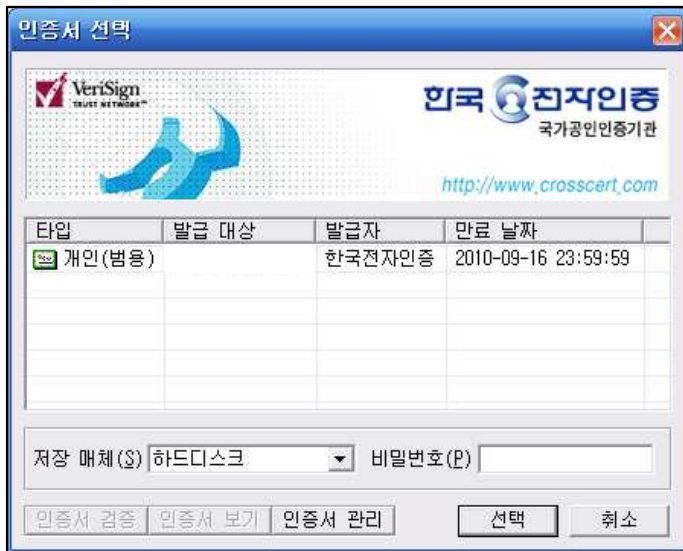 인증서 선택
VeriSign
TRUST NETWORK™
한국 전자인증
국가공인인증기관
http://www.crosscert.com
타입 발급 대상 발급자 만료 날짜
개인(범용) 한국전자인증 2010-09-16 23:59:59
저장 매체(S) 하드디스크 비밀번호(P)
인증서 검증 인증서 보기 인증서 관리 선택 취소